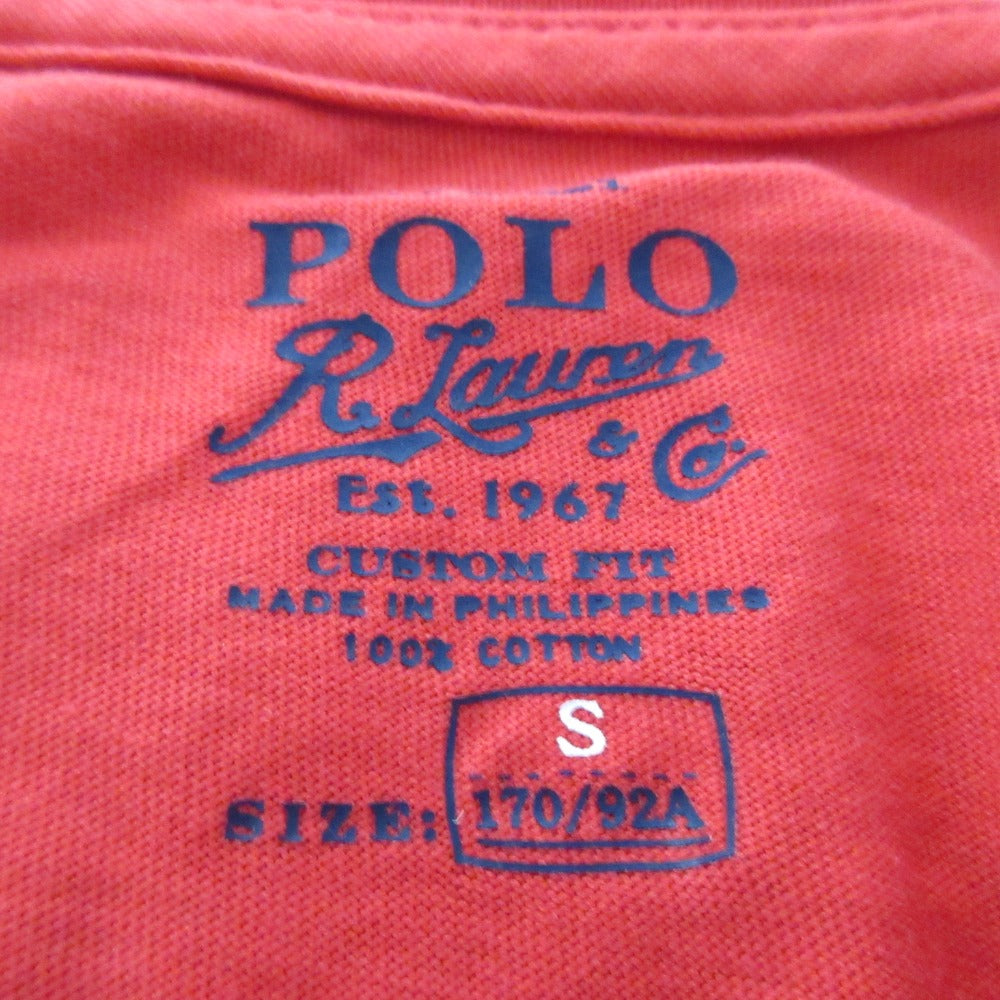 POLO
R. Lauren
& Co.
Est. 1967
CUSTOM FIT
MADE IN PHILIPPINES
100% COTTON
S
SIZE: 170/92A